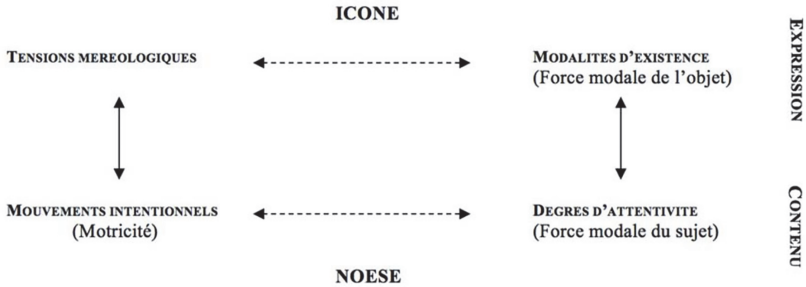 ICONE
TENSIONS MEREOLOGIQUES
MODALITES D'EXISTENCE
(Force modale de l'objet)
EXPRESSION
MOUVEMENTS INTENTIONNELS
(Motricité)
DEGRES D'ATTENTIVITE
(Force modale du sujet)
CONTENU
NOESE